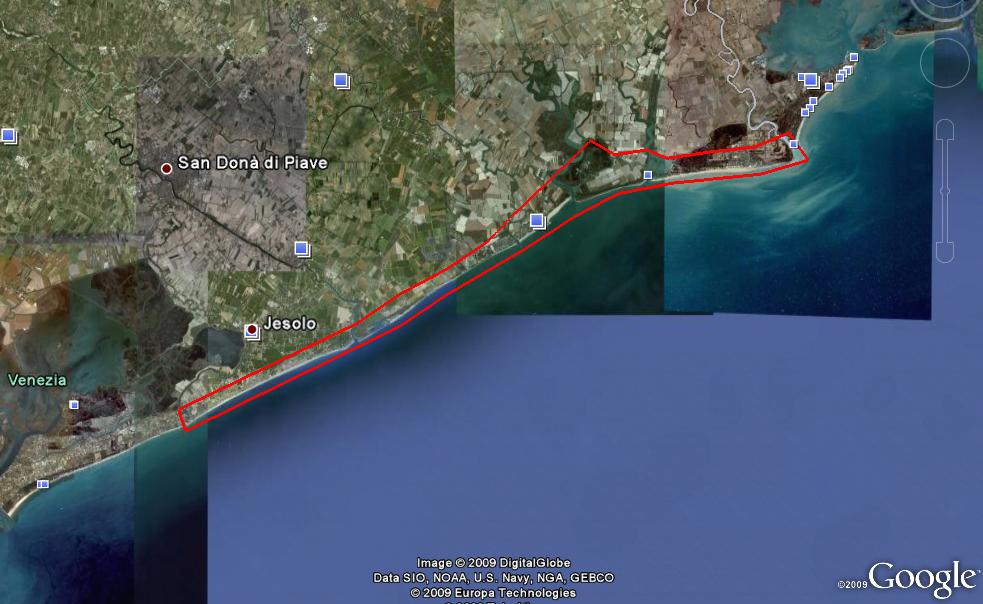 San Donà di Piave
Jesolo
Venezia
Image © 2009 DigitalGlobe
Data SIO, NOAA, U.S. Navy, NGA, GEBCO
© 2009 Europa Technologies
©2009 Google™